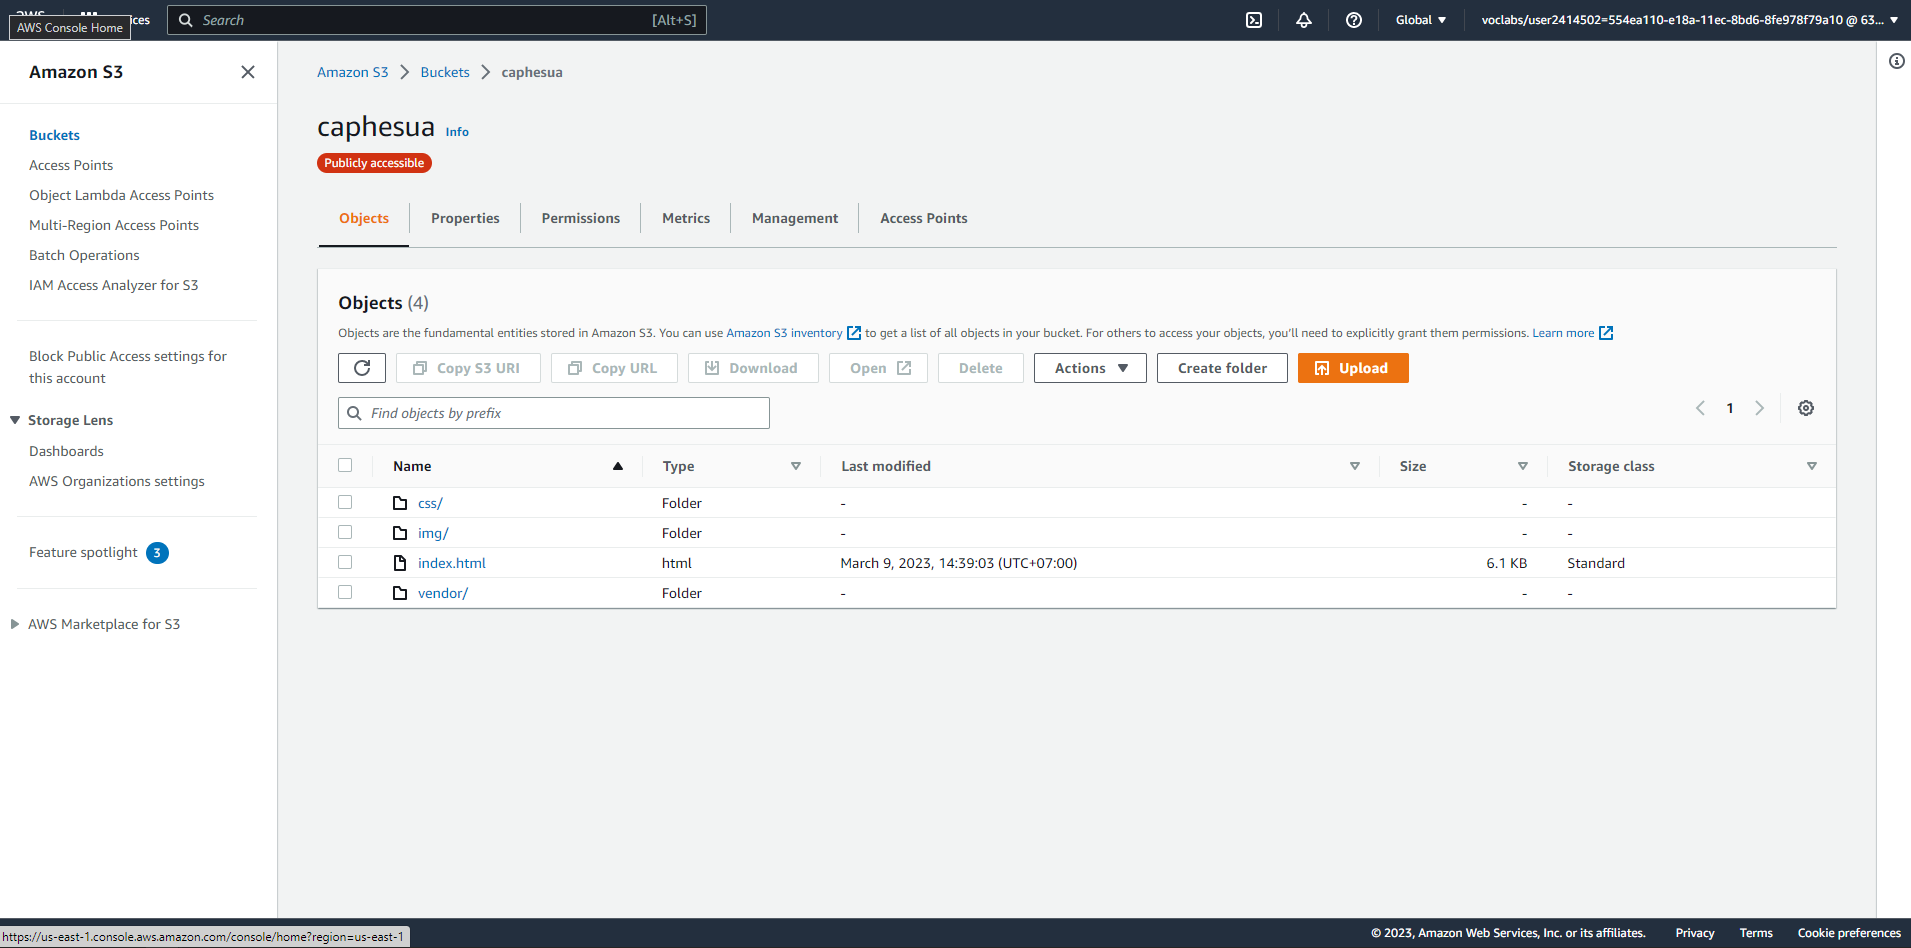 AWS Console Home
ices
Search
[Alt+S]
Global
voclabs/user2414502=554ea110-e18a-11ec-8bd6-8fe978f79a10 @ 63...
Amazon S3
Buckets
Access Points
Object Lambda Access Points
Multi-Region Access Points
Batch Operations
IAM Access Analyzer for S3
Block Public Access settings for
this account
Storage Lens
Dashboards
AWS Organizations settings
Feature spotlight 3
AWS Marketplace for S3
Amazon S3 Buckets caphesua
caphesua Info
Publicly accessible
Objects Properties Permissions Metrics Management Access Points
Objects (4)
Objects are the fundamental entities stored in Amazon S3. You can use Amazon S3 inventory to get a list of all objects in your bucket. For others to access your objects, you'll need to explicitly grant them permissions. Learn more
Copy S3 URI Copy URL Download Open Delete Actions Create folder Upload
Find objects by prefix
1
Name Type Last modified Size Storage class
css/ Folder - - -
img/ Folder - - -
index.html html March 9, 2023, 14:39:03 (UTC+07:00) 6.1 KB Standard
vendor/ Folder - - -
https://us-east-1.console.aws.amazon.com/console/home?region=us-east-1
© 2023, Amazon Web Services, Inc. or its affiliates. Privacy Terms Cookie preferences